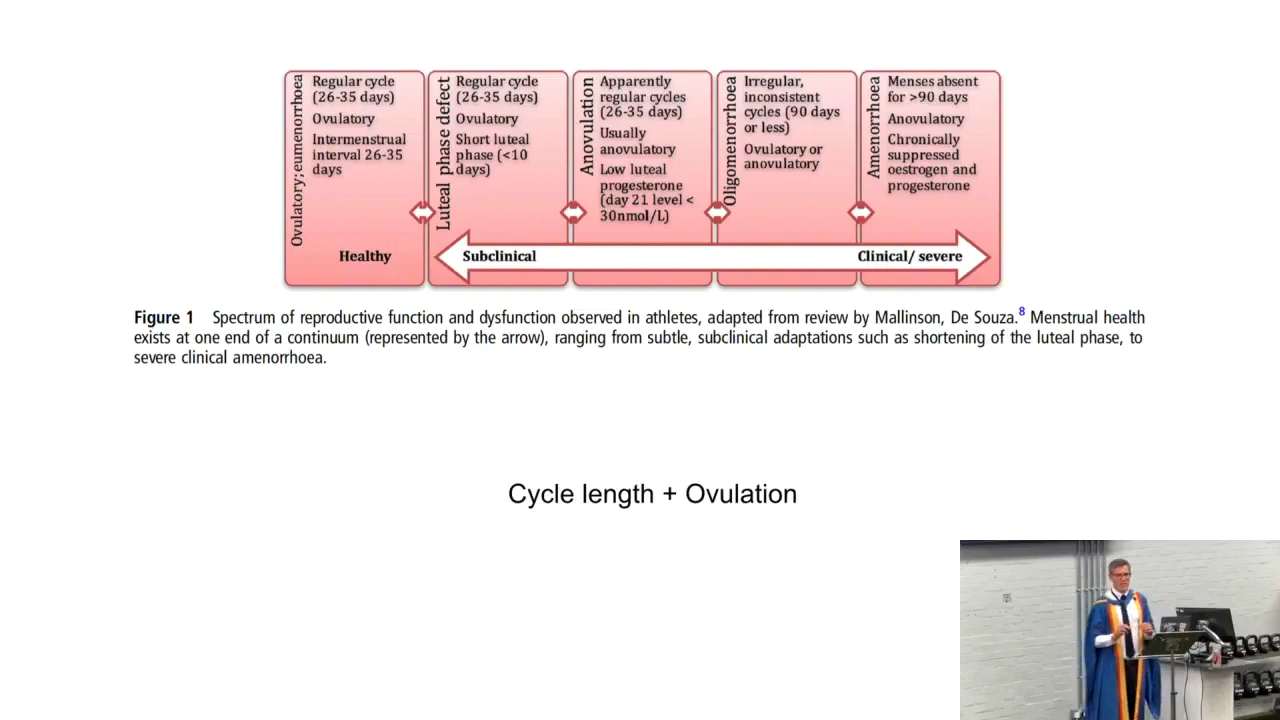 Ovulatory; eumenorrhoea
Regular cycle
(26-35 days)
Ovulatory
Intermenstrual
interval 26-35
days
Luteal phase defect
Regular cycle
(26-35 days)
Ovulatory
Short luteal
phase (<10
days)
Anovulation
Apparently
regular cycles
(26-35 days)
Usually
anovulatory
Low luteal
progesterone
(day 21 level <
30nmol/L)
Oligomenorrhoea
Irregular,
inconsistent
cycles (90 days
or less)
Ovulatory or
anovulatory
Amenorrhoea
Menses absent
for >90 days
Anovulatory
Chronically
suppressed
oestrogen and
progesterone
Healthy
Subclinical
Clinical/ severe
Figure 1 Spectrum of reproductive function and dysfunction observed in athletes, adapted from review by Mallinson, De Souza.8 Menstrual health
exists at one end of a continuum (represented by the arrow), ranging from subtle, subclinical adaptations such as shortening of the luteal phase, to
severe clinical amenorrhoea.
Cycle length + Ovulation